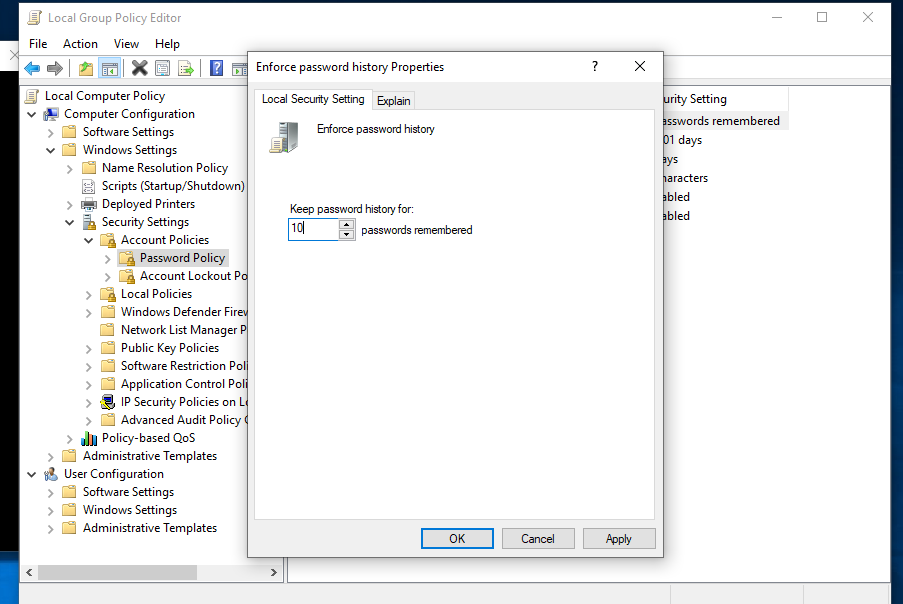 Local Group Policy Editor
File Action View Help
Enforce password history Properties
?
Local Security Setting
Explain
Enforce password history
Keep password history for:
10
passwords remembered
OK
Cancel
Apply
Local Computer Policy
Computer Configuration
Software Settings
Windows Settings
Name Resolution Policy
Scripts (Startup/Shutdown)
Deployed Printers
Security Settings
Account Policies
Password Policy
Account Lockout Po
Local Policies
Windows Defender Firew
Network List Manager P
Public Key Policies
Software Restriction Poli
Application Control Poli
IP Security Policies on Lo
Advanced Audit Policy C
Policy-based QoS
Administrative Templates
User Configuration
Software Settings
Windows Settings
Administrative Templates
urity Setting
asswords remembered
01 days
ays
haracters
abled
abled